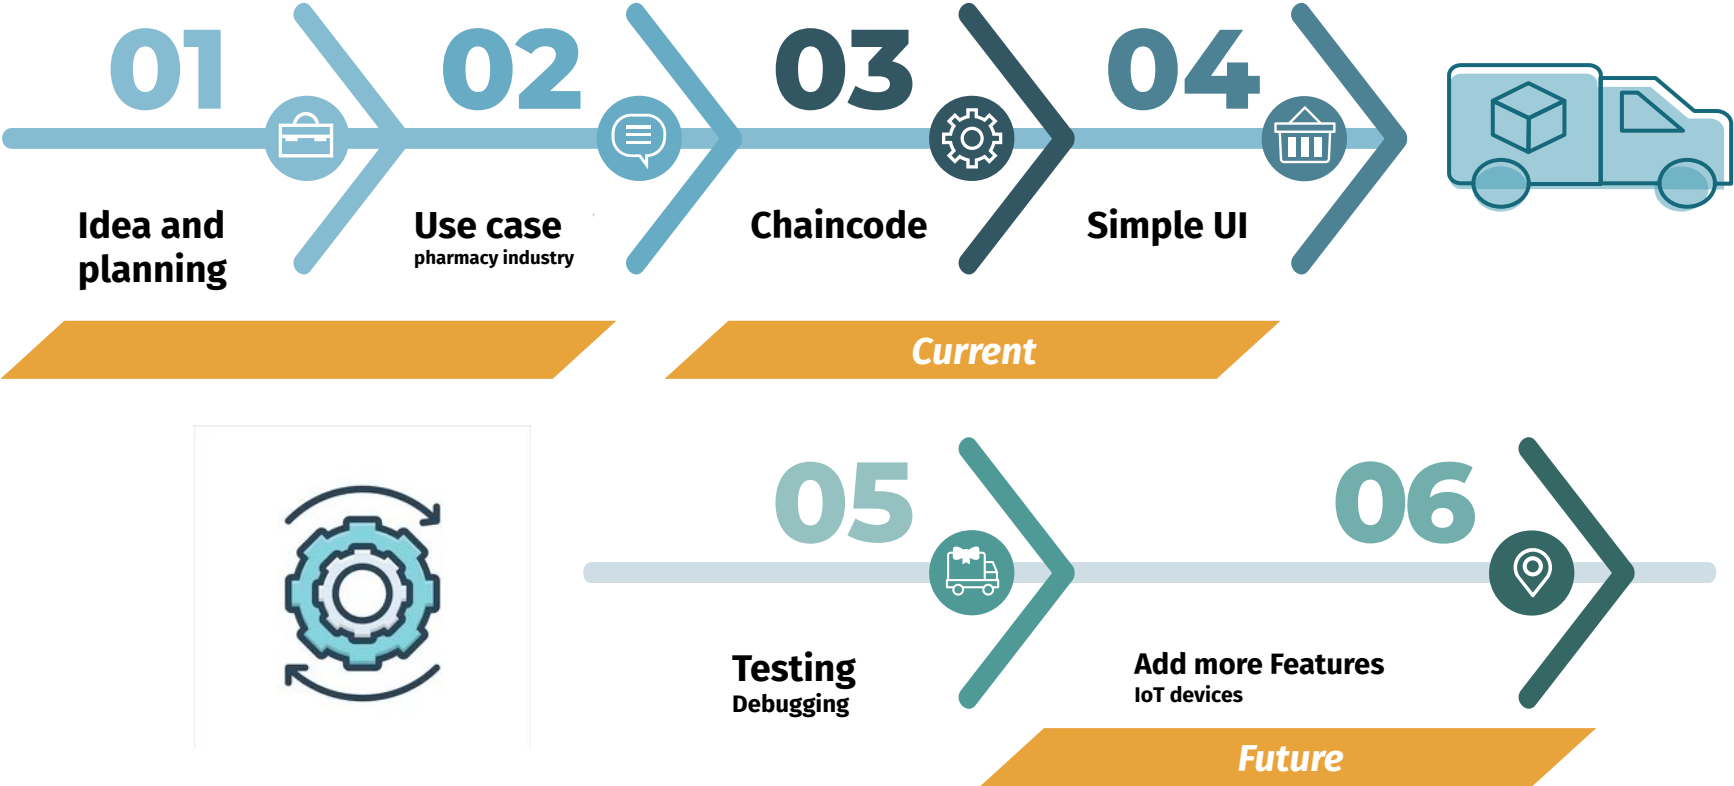 01
02
03
04
Idea and
planning
Use case
pharmacy industry
Chaincode
Simple UI
Current
05
06
Testing
Debugging
Add more Features
IoT devices
Future